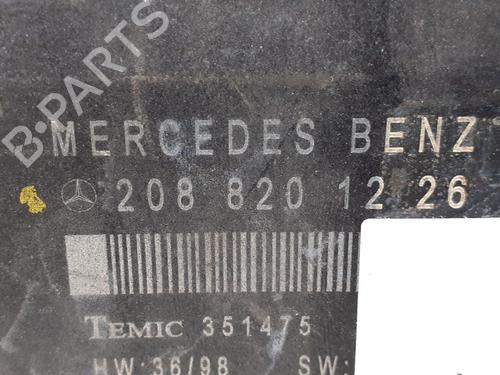 B-PARTS
MERCEDES BENZ
208 820 12 26
TEMIC 351475
HW:36/98 SW: